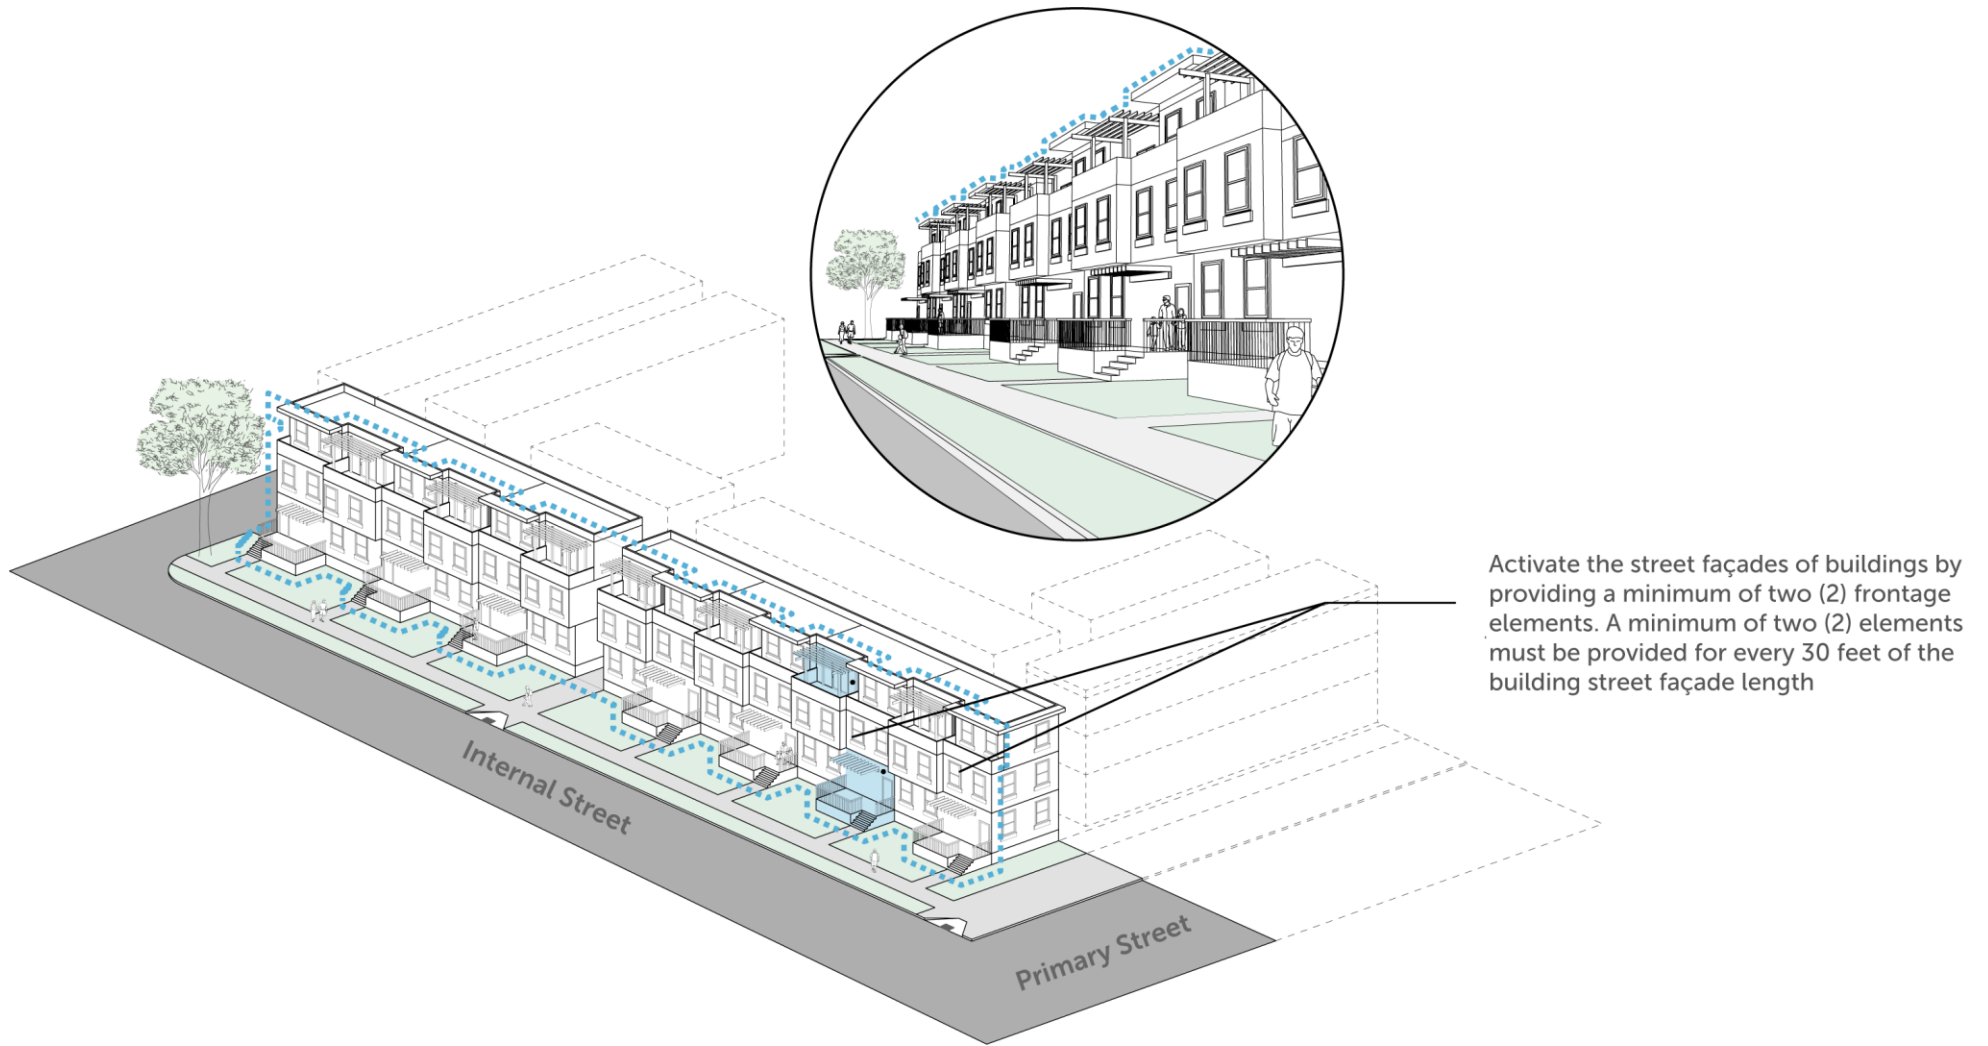 Activate the street façades of buildings by
providing a minimum of two (2) frontage
elements. A minimum of two (2) elements
must be provided for every 30 feet of the
building street façade length
Internal Street
Primary Street